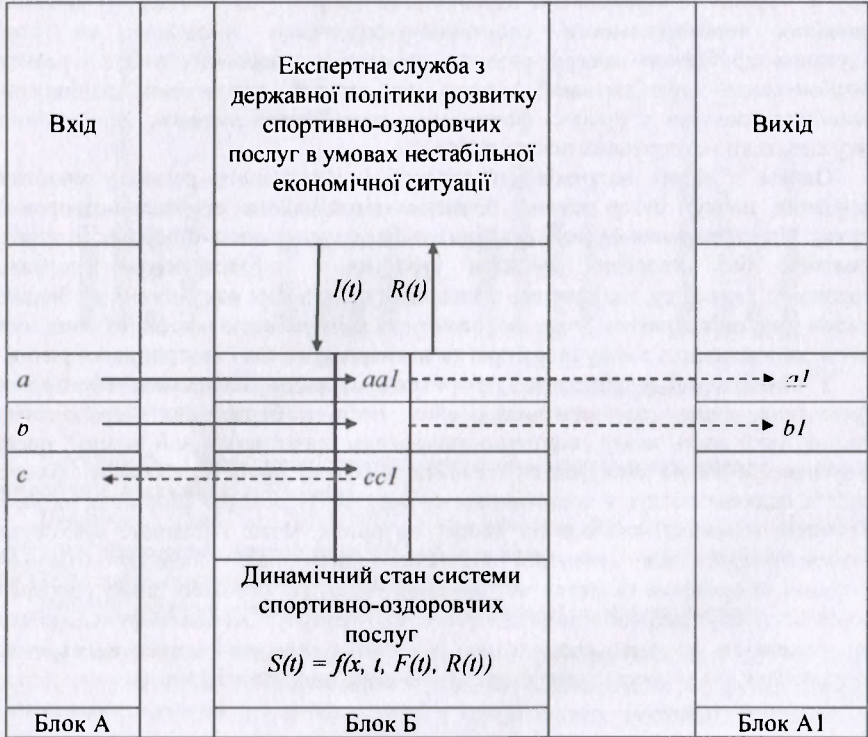 Експертна служба з
державної політики розвитку
Вхід
спортивно-оздоровчих
Вихід
послуг в умовах нестабільної
економічної ситуації
I(t) R(t)
a aa1 a1
b b1
c cc1
Динамічний стан системи
спортивно-оздоровчих
послуг
S(t) = f(x, t, F(t), R(t))
Блок А Блок Б Блок А1